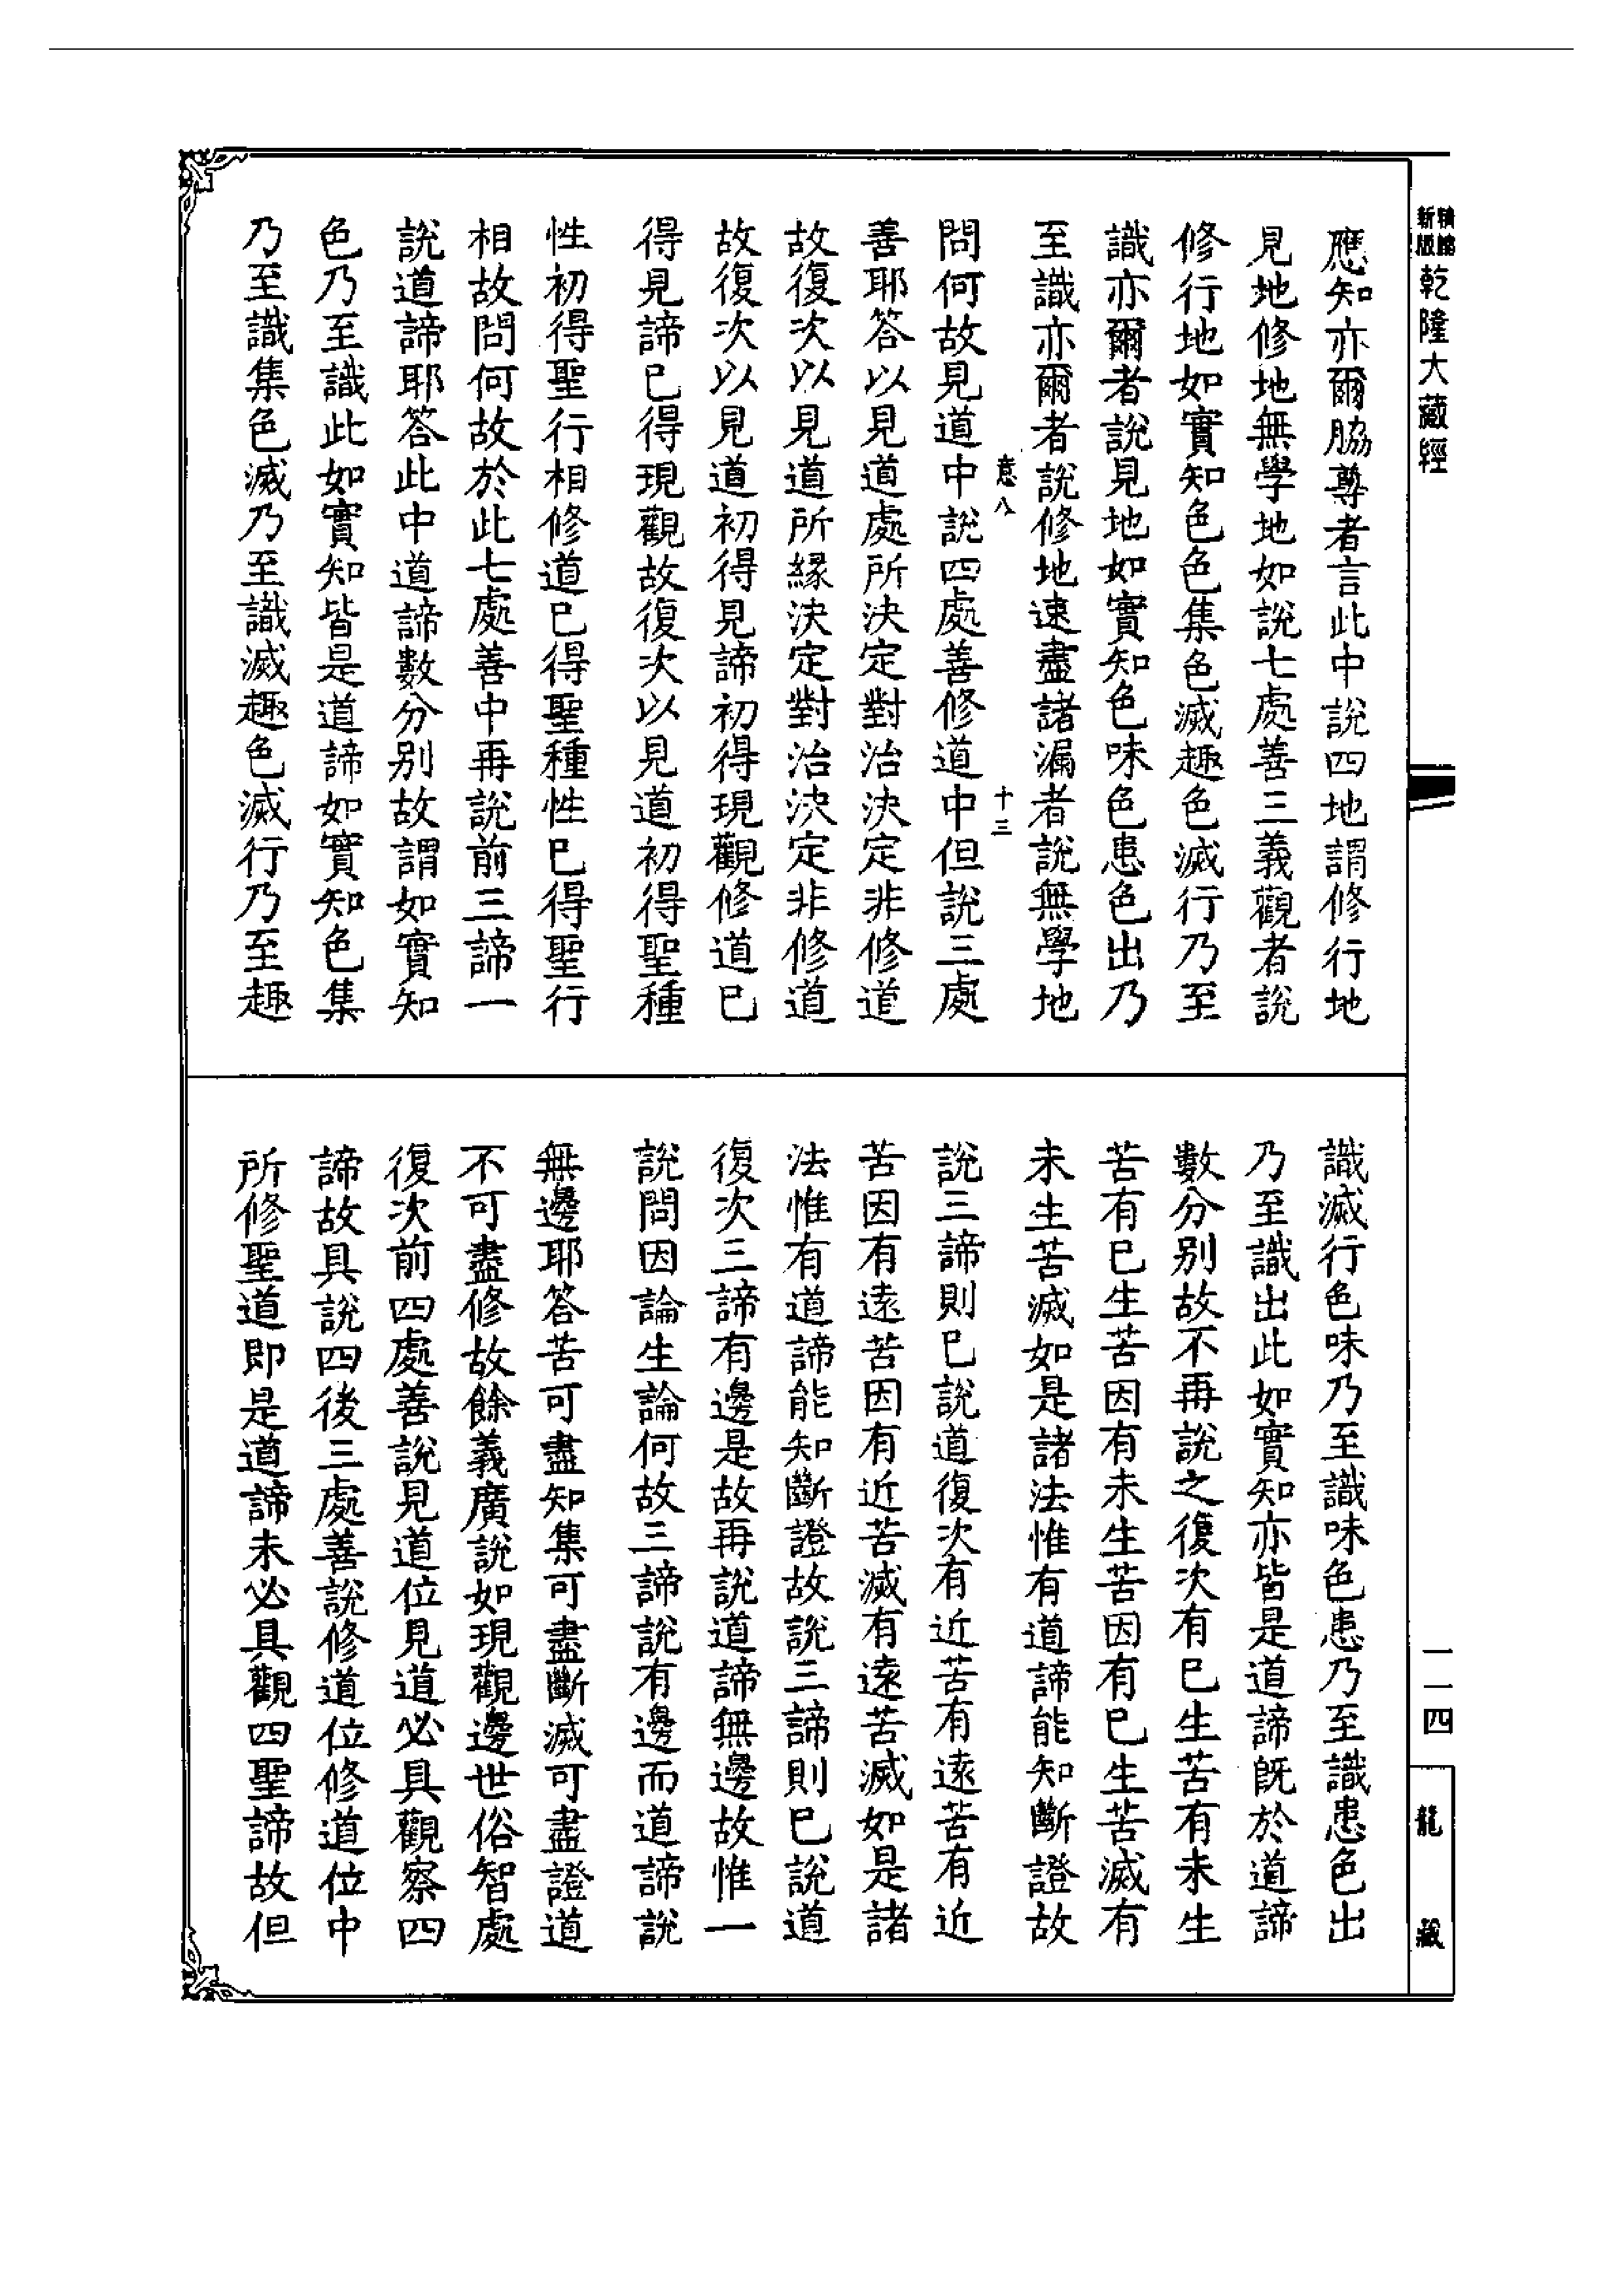 新版
精縮
乾隆大藏經
應知亦爾脇尊者言此中說四地謂修行地
見地修地無學地如說七處善三義觀者說
修行地如實知色色集色滅趣色滅行乃至
識亦爾者說見地如實知色味色患色出乃
至識亦爾者說修地速盡諸漏者說無學地
意八
十三
問何故見道中說四處善修道中但說三處
善耶答以見道處所決定對治決定非修道
故復次以見道所緣決定對治決定非修道
故復次以見道初得見諦初得現觀修道已
得見諦已得現觀故復次以見道初得聖種
性初得聖行相修道已得聖種性已得聖行
相故問何故於此七處善中再說前三諦一
說道諦耶答此中道諦數分別故謂如實知
色乃至識此如實知皆是道諦如實知色集
乃至識集色滅乃至識滅趣色滅行乃至趣
識滅行色味乃至識味色患乃至識患色出
乃至識出此如實知亦皆是道諦既於道諦
數分別故不再說之復次有已生苦有未生
苦有已生苦因有未生苦因有已生苦滅有
未生苦滅如是諸法惟有道諦能知斷證故
說三諦則已說道復次有近苦有遠苦有近
苦因有遠苦因有近苦滅有遠苦滅如是諸
法惟有道諦能知斷證故說三諦則已說道
復次三諦有邊是故再說道諦無邊故惟一
說問因論生論何故三諦說有邊而道諦說
無邊耶答苦可盡知集可盡斷滅可盡證道
不可盡修故餘義廣說如現觀邊世俗智處
復次前四處善說見道位見道必具觀察四
諦故具說四後三處善說修道位修道位中
所修聖道即是道諦未必具觀四聖諦故但
一一四
龍藏